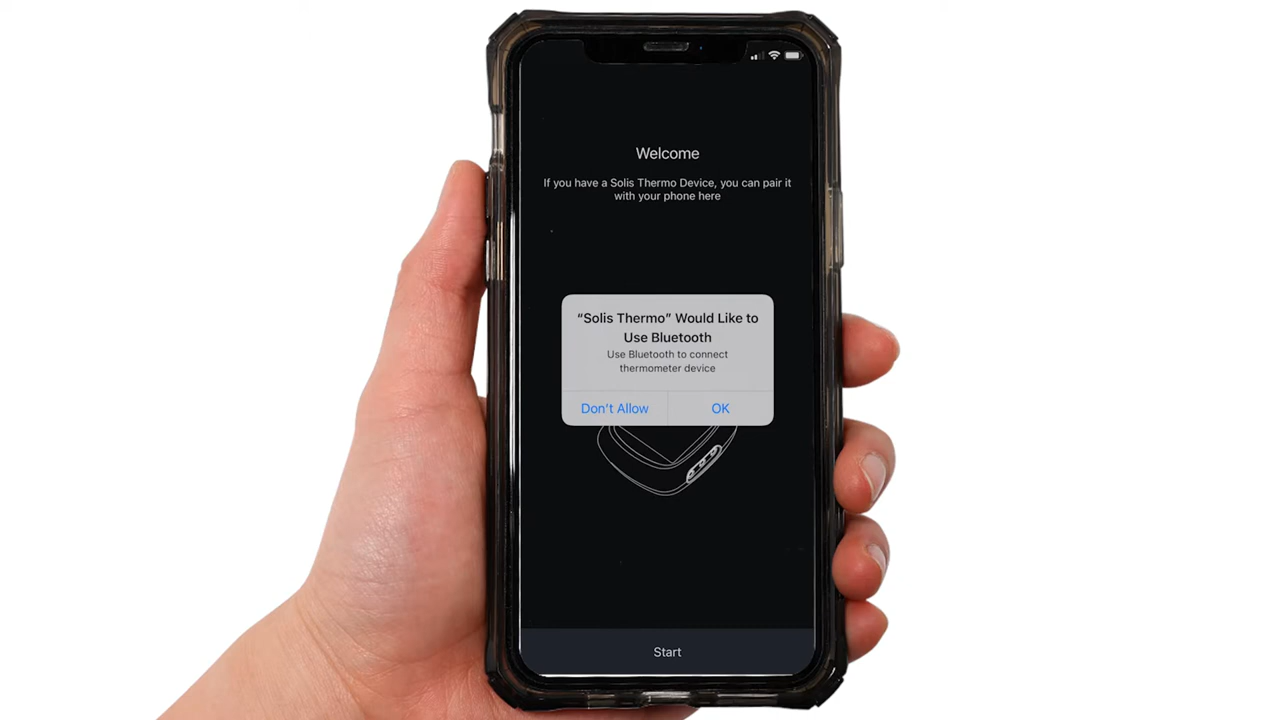 Welcome
If you have a Solis Thermo Device, you can pair it
with your phone here
“Solis Thermo” Would Like to
Use Bluetooth
Use Bluetooth to connect
thermometer device
Don’t Allow
OK
Start